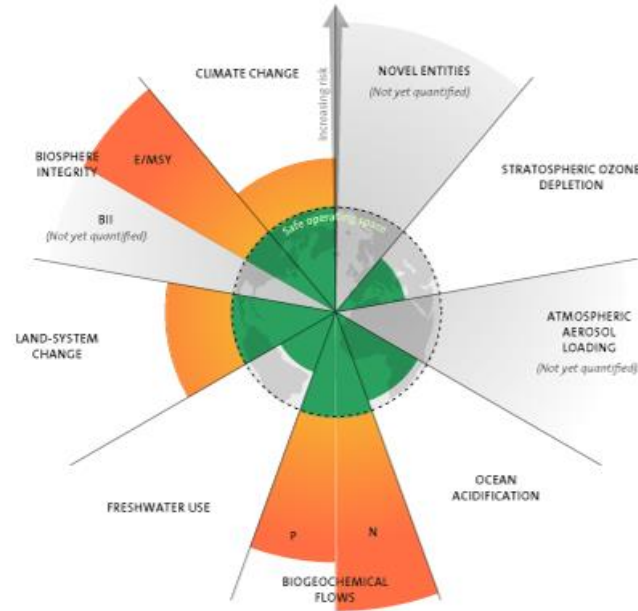 CLIMATE CHANGE
Increasing risk
NOVEL ENTITIES
(Not yet quantified)
STRATOSPHERIC OZONE
DEPLETION
ATMOSPHERIC
AEROSOL
LOADING
(Not yet quantified)
OCEAN
ACIDIFICATION
N
P
BIOGEOCHEMICAL
FLOWS
FRESHWATER USE
LAND-SYSTEM
CHANGE
BII
(Not yet quantified)
BIOSPHERE
INTEGRITY
E/MSY
Safe operating space